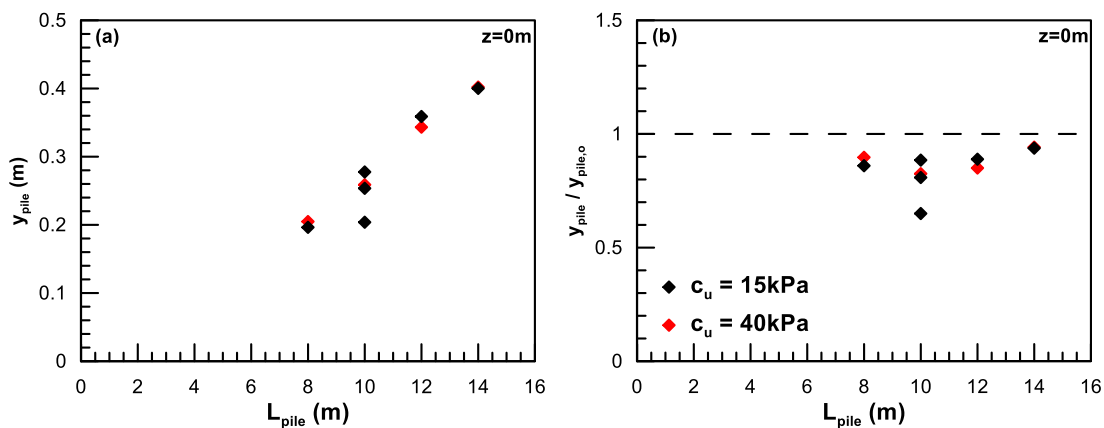 (a) z=0m
0.5
0.4
0.3
0.2
0.1
0
y_pile (m)
0 2 4 6 8 10 12 14 16
L_pile (m)
(b) z=0m
1.5
1
0.5
0
y_pile / y_pile,o
c_u = 15kPa
c_u = 40kPa
0 2 4 6 8 10 12 14 16
L_pile (m)